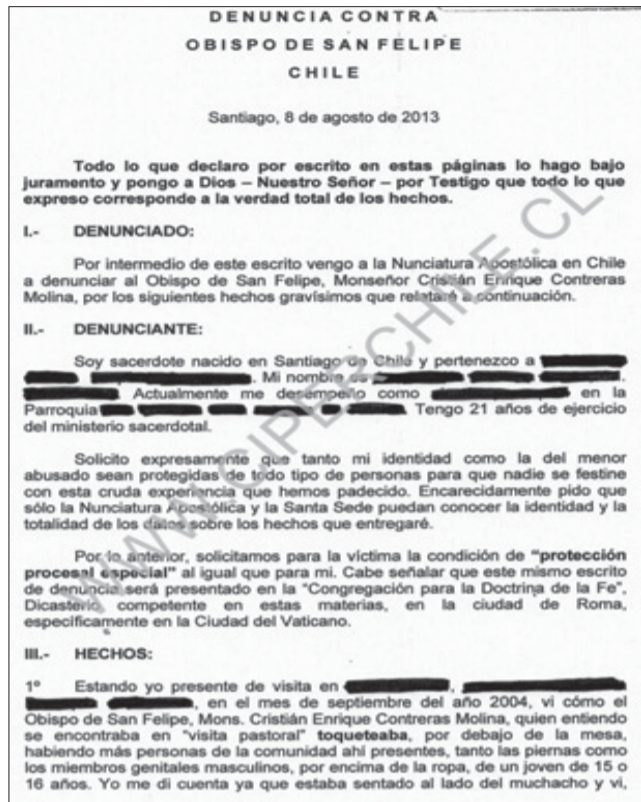 DENUNCIA CONTRA
OBISPO DE SAN FELIPE
CHILE
Santiago, 8 de agosto de 2013
Todo lo que declaro por escrito en estas páginas lo hago bajo
juramento y pongo a Dios – Nuestro Señor – por Testigo que todo lo que
expreso corresponde a la verdad total de los hechos.
I.- DENUNCIADO:
Por intermedio de este escrito vengo a la Nunciatura Apostólica en Chile
a denunciar al Obispo de San Felipe, Monseñor Cristián Enrique Contreras
Molina, por los siguientes hechos gravísimos que relataré a continuación.
II.- DENUNCIANTE:
Soy sacerdote nacido en Santiago de Chile y pertenezco a
. Mi nombre es .
Actualmente me desempeño como en la
Parroquia . Tengo 21 años de ejercicio
del ministerio sacerdotal.
Solicito expresamente que tanto mi identidad como la del menor
abusado sean protegidas a todo tipo de personas para que nadie se festine
con esta cruda experiencia que hemos padecido. Encarecidamente pido que
sólo la Nunciatura Apostólica y la Santa Sede puedan conocer la identidad y la
totalidad de los datos sobre los hechos que entregaré.
Por lo anterior, solicitamos para la víctima la condición de "protección
procesal especial" al igual que para mi. Cabe señalar que este mismo escrito
de denuncia será presentado en la "Congregación para la Doctrina de la Fe",
Dicasterio competente en estas materias, en la ciudad de Roma,
específicamente en la Ciudad del Vaticano.
III.- HECHOS:
1º Estando yo presente de visita en ,
, en el mes de septiembre del año 2004, vi cómo el
Obispo de San Felipe, Mons. Cristián Enrique Contreras Molina, quien entiendo
se encontraba en "visita pastoral" toqueteaba, por debajo de la mesa,
habiendo más personas de la comunidad ahí presentes, tanto las piernas como
los miembros genitales masculinos, por encima de la ropa, de un joven de 15 o
16 años. Yo me di cuenta ya que estaba sentado al lado del muchacho y vi,
WWW.CIPERCHILE.CL